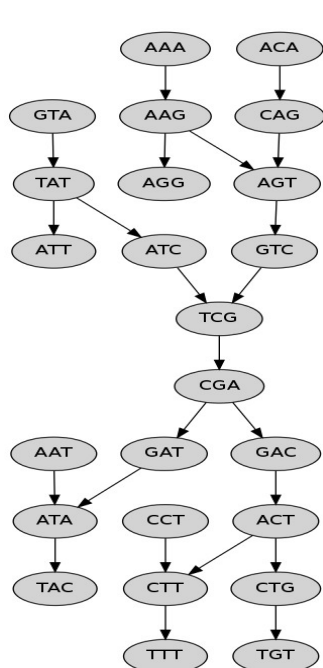 AAA ACA
GTA AAG CAG
TAT AGG AGT
ATT ATC GTC
TCG
CGA
AAT GAT GAC
ATA CCT ACT
TAC CTT CTG
TTT TGT